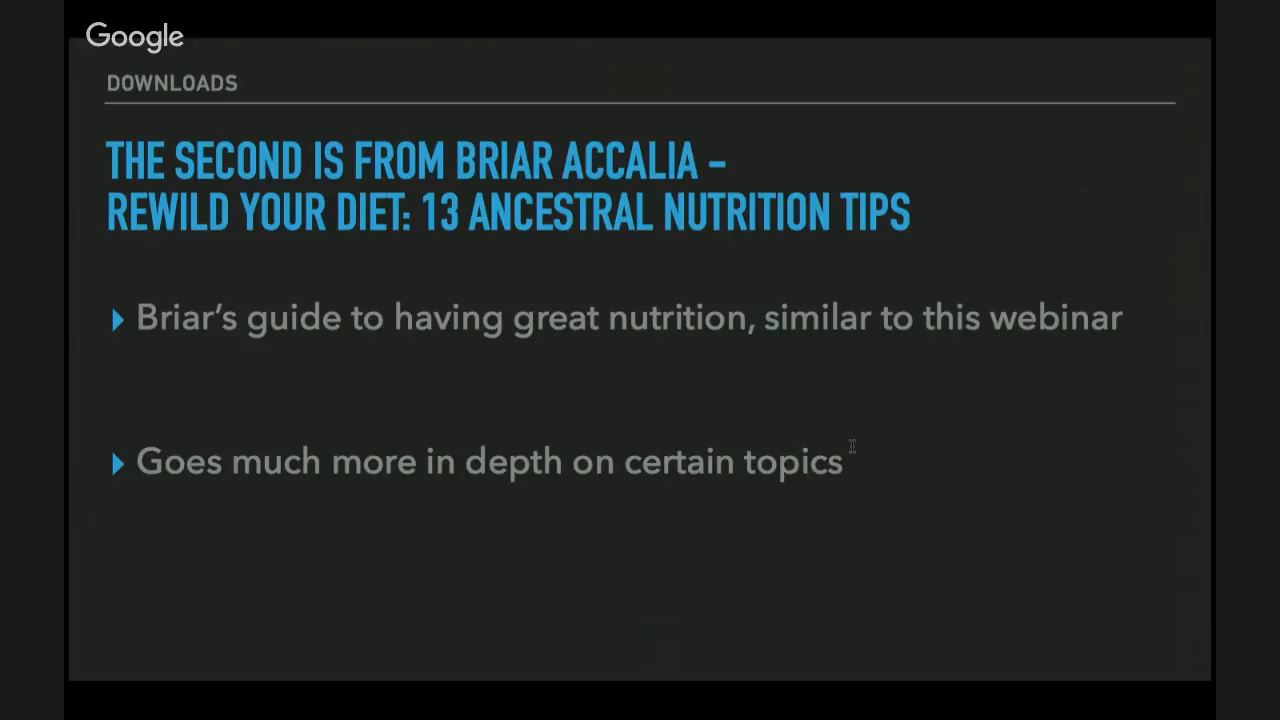 Google
DOWNLOADS
THE SECOND IS FROM BRIAR ACCALIA –
REWILD YOUR DIET: 13 ANCESTRAL NUTRITION TIPS
Briar’s guide to having great nutrition, similar to this webinar
Goes much more in depth on certain topics